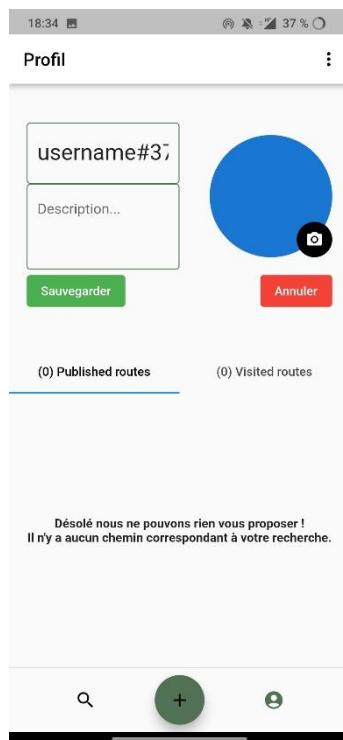 18:34 37 %
Profil
username#37
Description...
Sauvegarder Annuler
(0) Published routes (0) Visited routes
Désolé nous ne pouvons rien vous proposer !
Il n'y a aucun chemin correspondant à votre recherche.